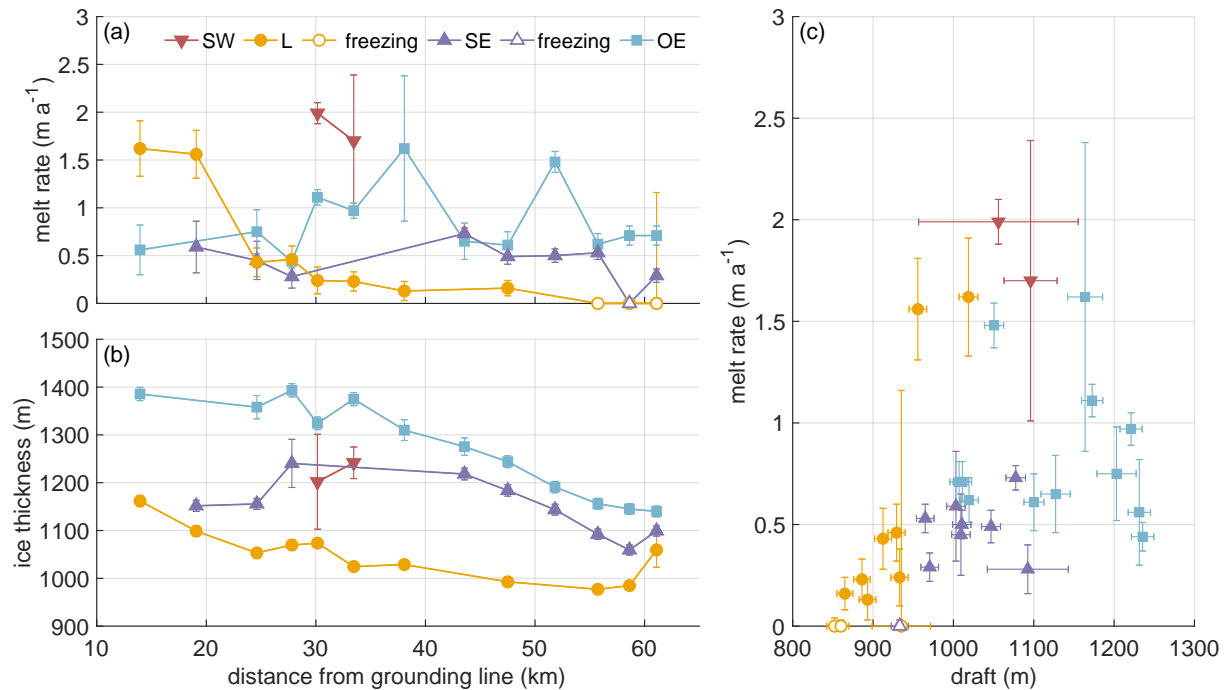 (a)
SW L freezing SE freezing OE
3
2.5
2
1.5
1
0.5
0
melt rate (m a⁻¹)
(b)
1500
1400
1300
1200
1100
1000
900
ice thickness (m)
10 20 30 40 50 60
distance from grounding line (km)
(c)
3
2.5
2
1.5
1
0.5
0
melt rate (m a⁻¹)
800 900 1000 1100 1200 1300
draft (m)